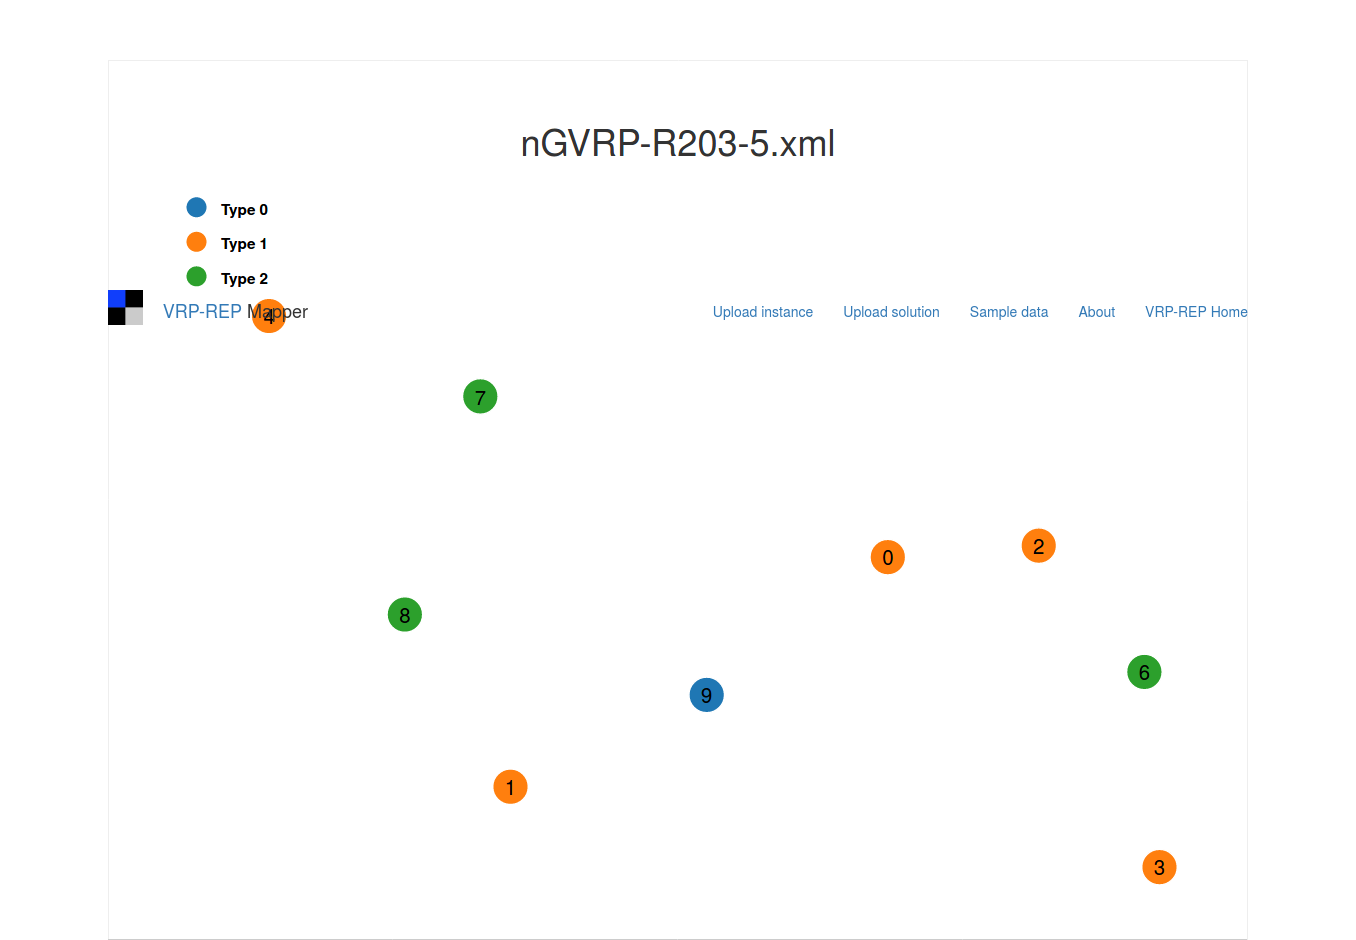 nGVRP-R203-5.xml
Type 0
Type 1
Type 2
VRP-REP Mapper
Upload instance
Upload solution
Sample data
About
VRP-REP Home
4
7
0
2
8
6
9
1
3